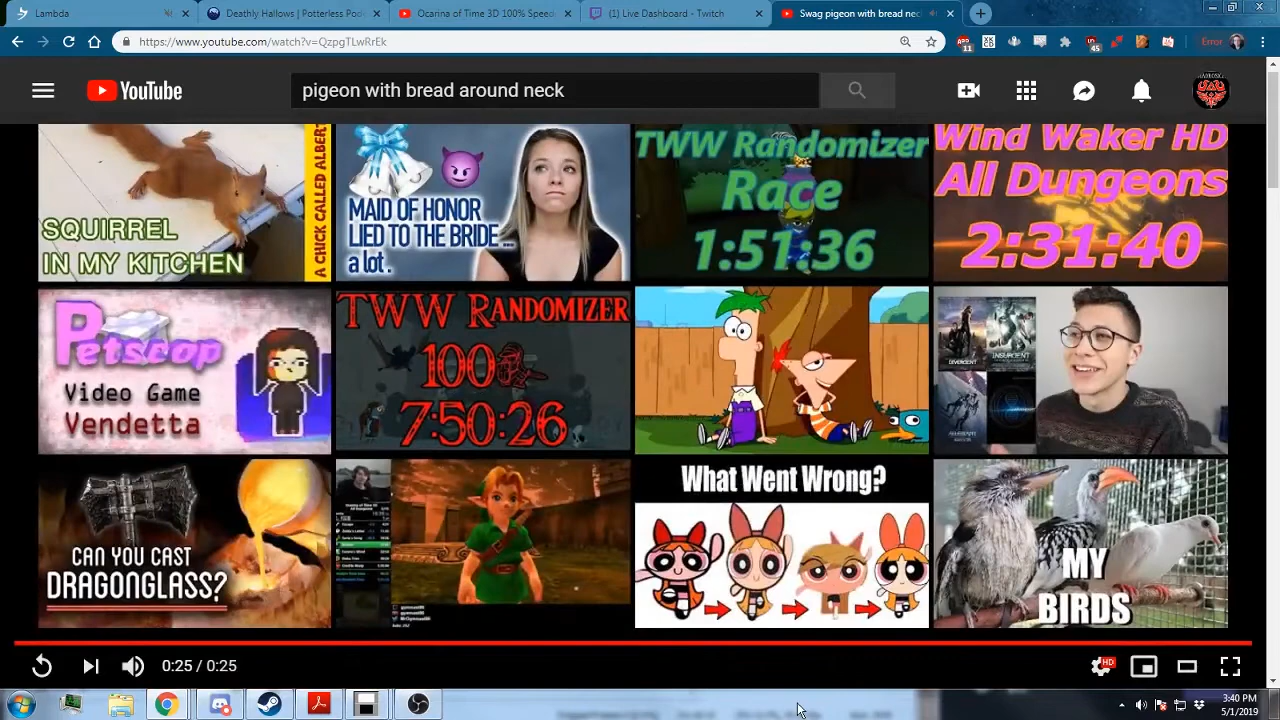 Lambda
Deathly Hallows | Potterless Pod
Ocarina of Time 3D 100% Speed
(1) Live Dashboard - Twitch
Swag pigeon with bread nec
https://www.youtube.com/watch?v=QzpgTLwRrEk
11
45
Error
YouTube
pigeon with bread around neck
SQUIRREL
IN MY KITCHEN
A CHICK CALLED ALBERT
MAID OF HONOR
LIED TO THE BRIDE ...
a lot.
TWW Randomizer
Race
1:51:36
Wind Waker HD
All Dungeons
2:31:40
Petscop
Video Game
Vendetta
TWW RANDOMIZER
100
7:50:26
DIVERGENT
INSURGENT
CAN YOU CAST
DRAGONGLASS?
What Went Wrong?
MY
BIRDS
0:25 / 0:25
HD
3:40 PM
5/1/2019